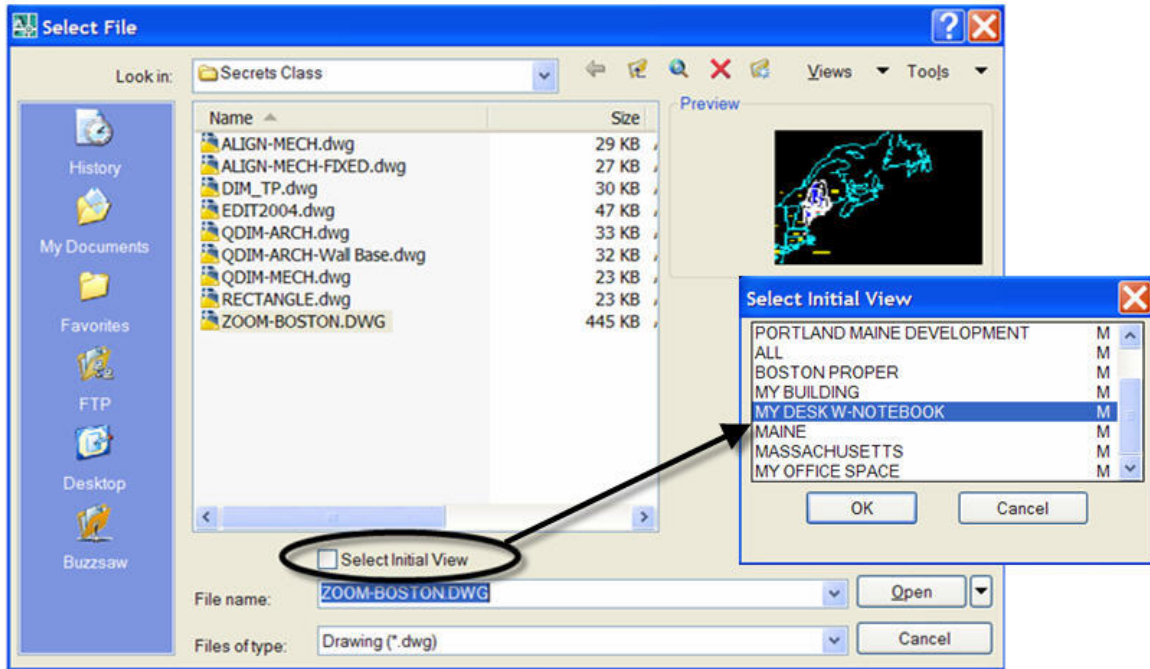 Select File
Look in:
Secrets Class
Views
Tools
History
My Documents
Favorites
FTP
Desktop
Buzzsaw
Name Size
ALIGN-MECH.dwg 29 KB
ALIGN-MECH-FIXED.dwg 27 KB
DIM_TP.dwg 30 KB
EDIT2004.dwg 47 KB
QDIM-ARCH.dwg 33 KB
QDIM-ARCH-Wall Base.dwg 32 KB
QDIM-MECH.dwg 23 KB
RECTANGLE.dwg 23 KB
ZOOM-BOSTON.DWG 445 KB
Preview
Select Initial View
PORTLAND MAINE DEVELOPMENT M
ALL M
BOSTON PROPER M
MY BUILDING M
MY DESK W-NOTEBOOK M
MAINE M
MASSACHUSETTS M
MY OFFICE SPACE M
OK Cancel
Select Initial View
File name: ZOOM-BOSTON.DWG Open
Files of type: Drawing (*.dwg) Cancel